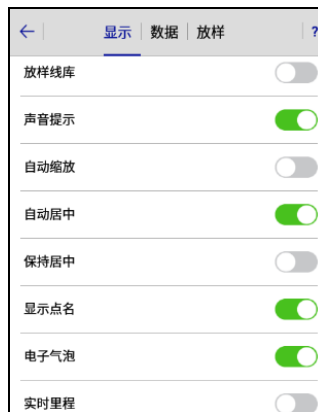 ← 显示 数据 放样 ?
放样线库
声音提示
自动缩放
自动居中
保持居中
显示点名
电子气泡
实时里程